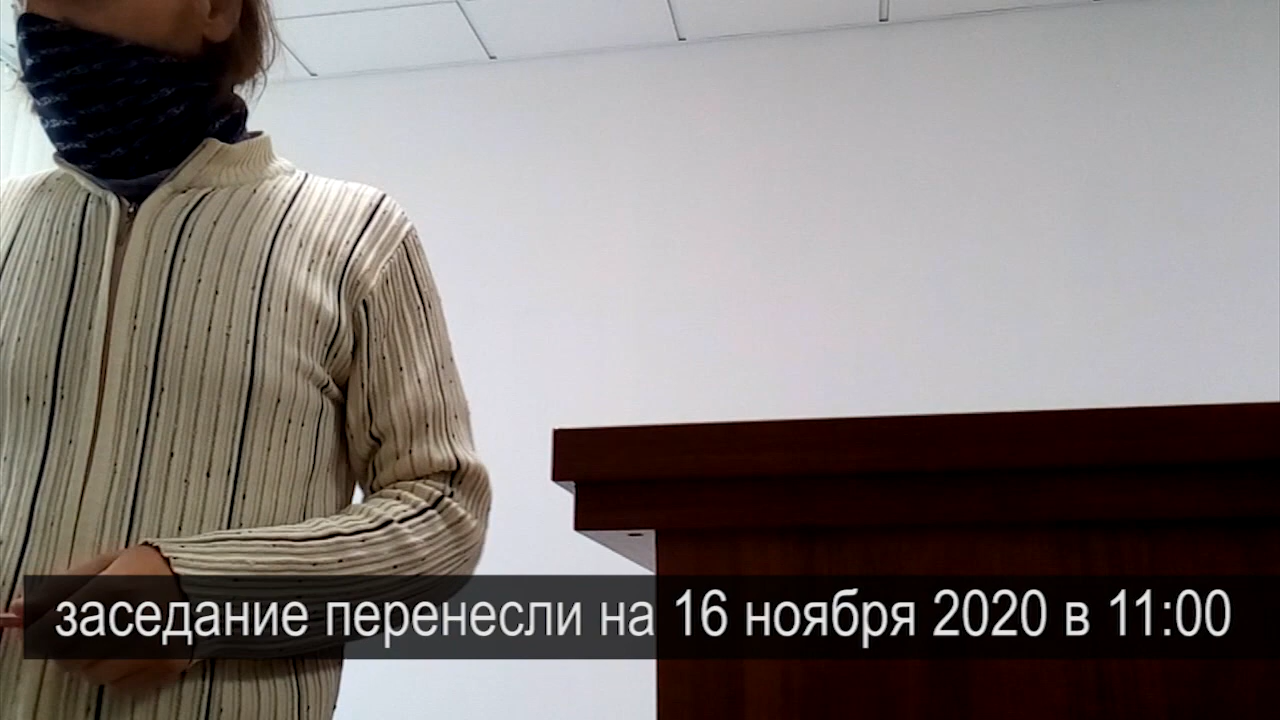 заседание перенесли на 16 ноября 2020 в 11:00